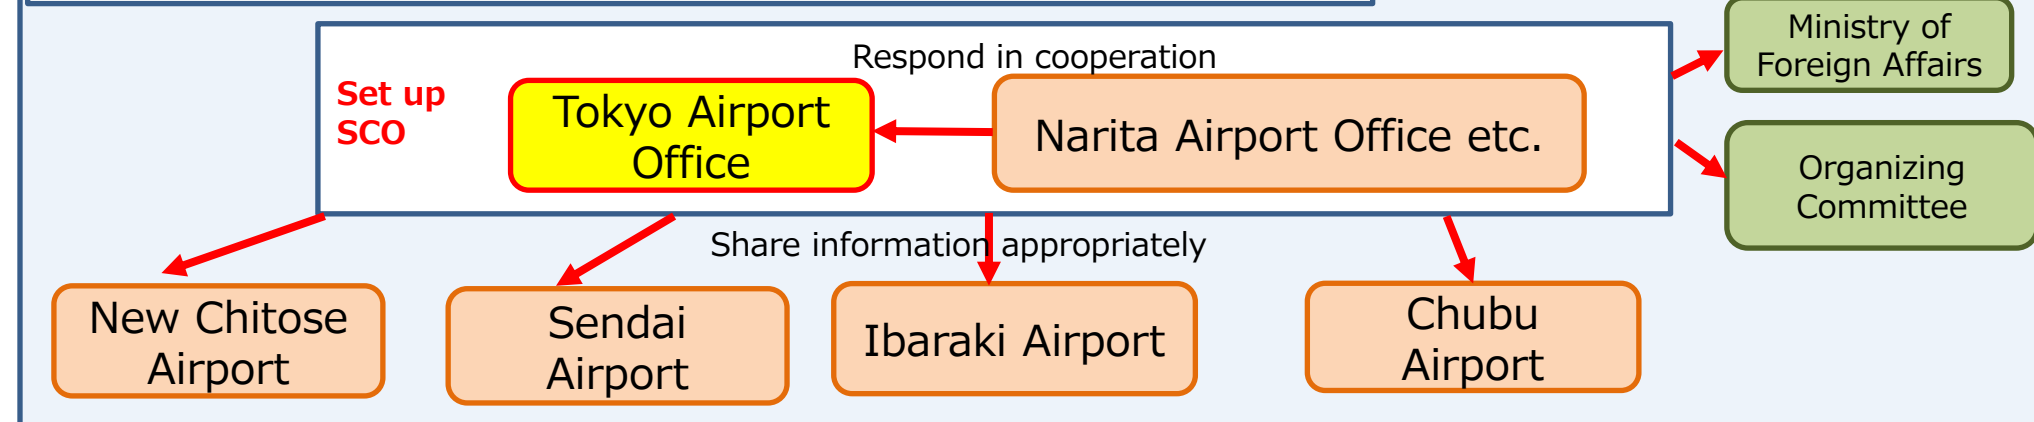 Ministry of
Foreign Affairs
Respond in cooperation
Set up
SCO
Tokyo Airport
Office
Narita Airport Office etc.
Organizing
Committee
Share information appropriately
New Chitose
Airport
Sendai
Airport
Ibaraki Airport
Chubu
Airport